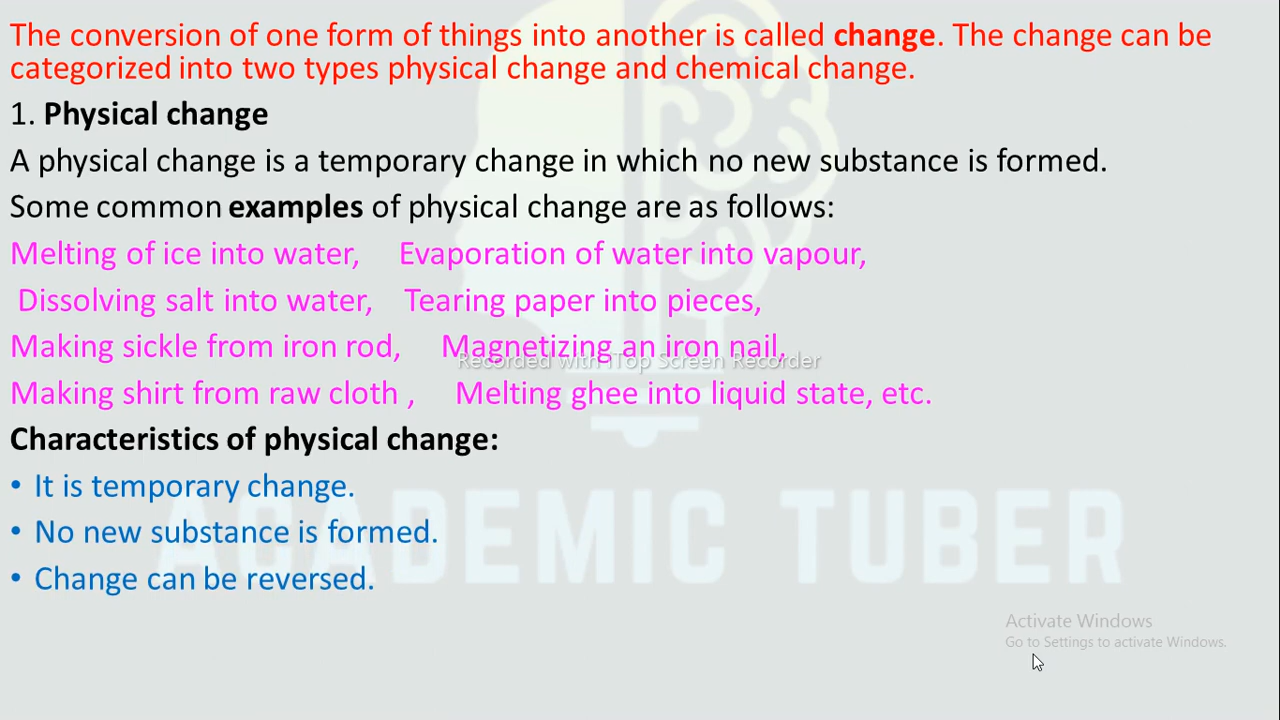 The conversion of one form of things into another is called change. The change can be
categorized into two types physical change and chemical change.
1. Physical change
A physical change is a temporary change in which no new substance is formed.
Some common examples of physical change are as follows:
Melting of ice into water, Evaporation of water into vapour,
Dissolving salt into water, Tearing paper into pieces,
Making sickle from iron rod, Magnetizing an iron nail,
Recorded with iTop Screen Recorder
Making shirt from raw cloth , Melting ghee into liquid state, etc.
Characteristics of physical change:
• It is temporary change.
• No new substance is formed.
ACADEMIC TUBER
• Change can be reversed.
Activate Windows
Go to Settings to activate Windows.